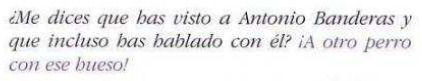 ¿Me dices que has visto a Antonio Banderas y
que incluso has hablado con él? ¡A otro perro
con ese hueso!